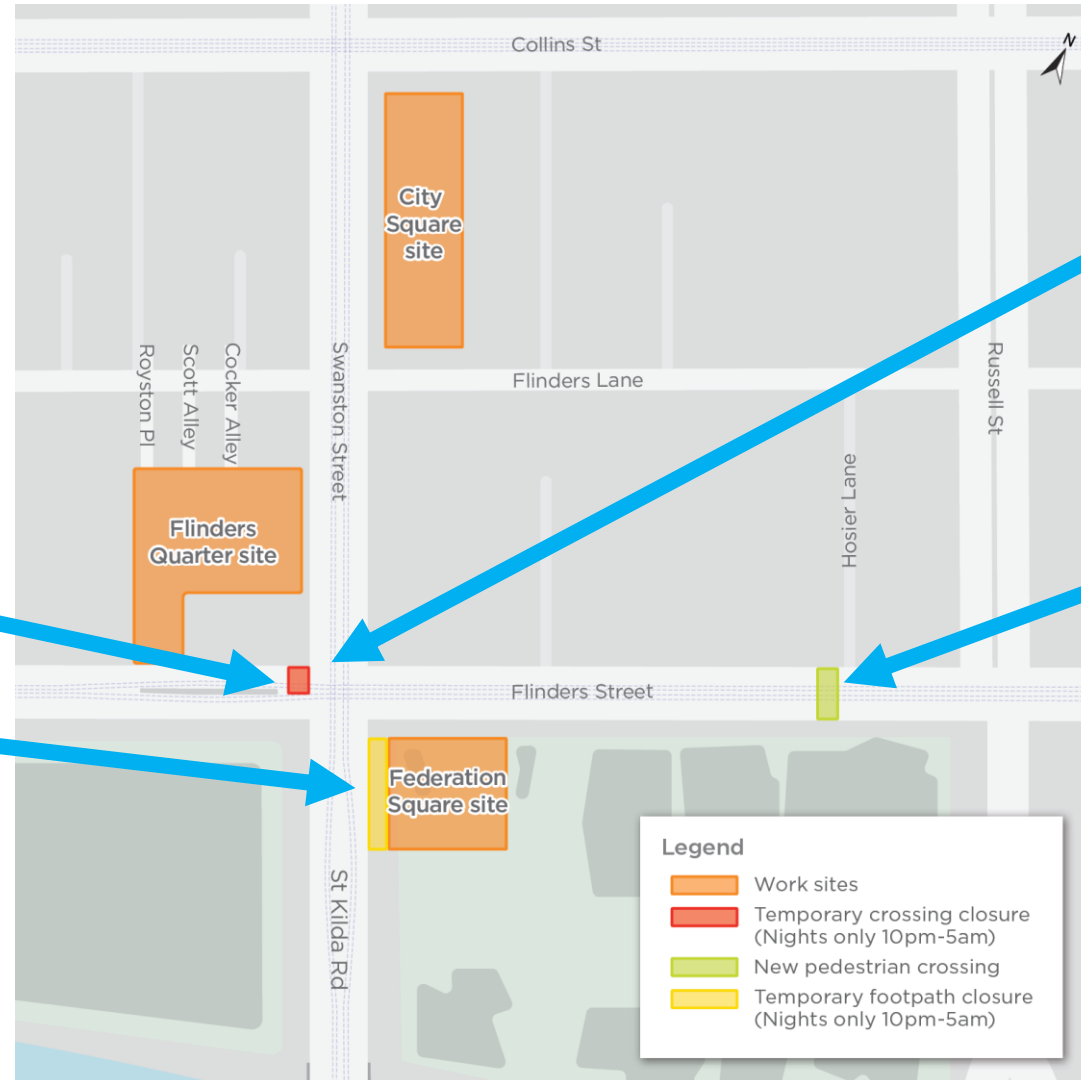 Collins St
N
City
Square
site
Flinders Lane
Royston Pl
Scott Alley
Cocker Alley
Swanston Street
Russell St
Hosier Lane
Flinders
Quarter site
Flinders Street
Federation
Square site
St Kilda Rd
Legend
Work sites
Temporary crossing closure
(Nights only 10pm-5am)
New pedestrian crossing
Temporary footpath closure
(Nights only 10pm-5am)